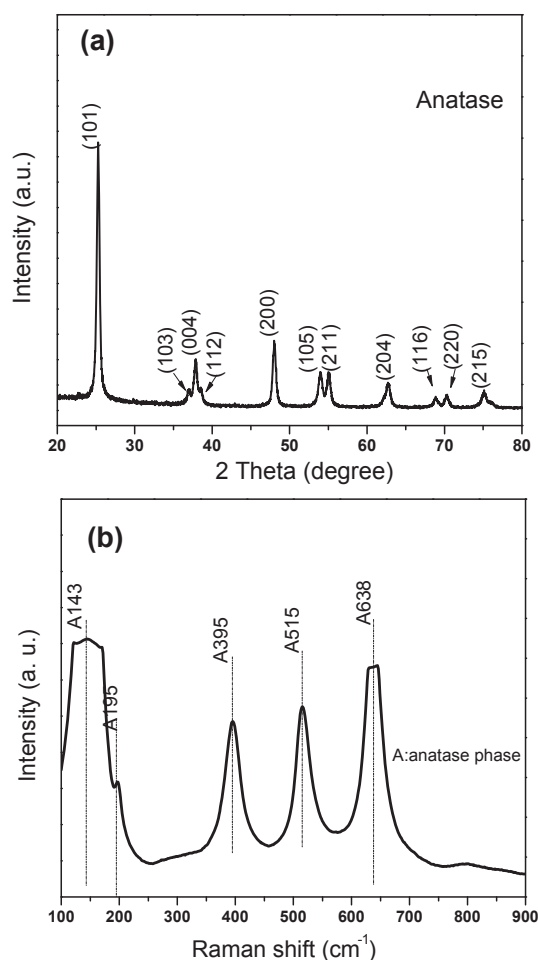 (a)
Anatase
(101)
(103)
(004)
(112)
(200)
(105)
(211)
(204)
(116)
(220)
(215)
Intensity (a.u.)
20 30 40 50 60 70 80
2 Theta (degree)
(b)
A143
A195
A395
A515
A638
A:anatase phase
Intensity (a. u.)
100 200 300 400 500 600 700 800 900
Raman shift (cm⁻¹)